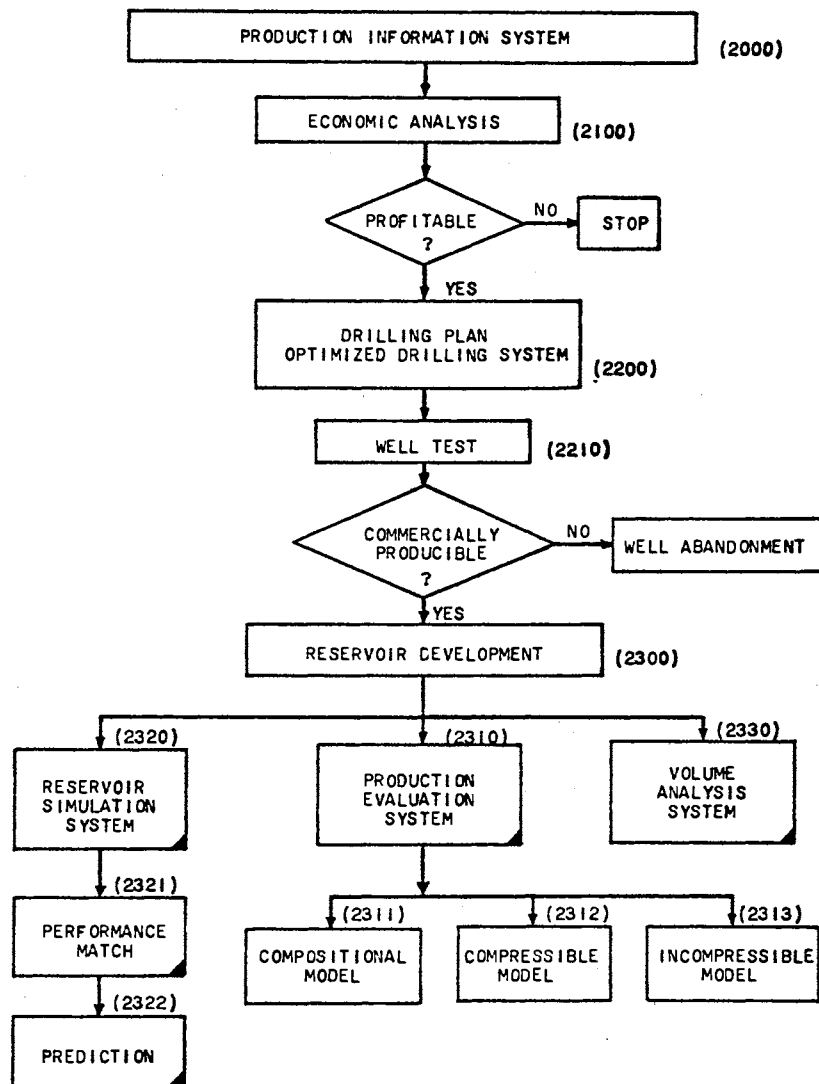 PRODUCTION INFORMATION SYSTEM
(2000)
ECONOMIC ANALYSIS
(2100)
PROFITABLE
?
NO
STOP
YES
DRILLING PLAN
OPTIMIZED DRILLING SYSTEM
(2200)
WELL TEST
(2210)
COMMERCIALLY
PRODUCIBLE
?
NO
WELL ABANDONMENT
YES
RESERVOIR DEVELOPMENT
(2300)
(2320)
RESERVOIR
SIMULATION
SYSTEM
(2310)
PRODUCTION
EVALUATION
SYSTEM
(2330)
VOLUME
ANALYSIS
SYSTEM
(2321)
PERFORMANCE
MATCH
(2311)
COMPOSITIONAL
MODEL
(2312)
COMPRESSIBLE
MODEL
(2313)
INCOMPRESSIBLE
MODEL
(2322)
PREDICTION